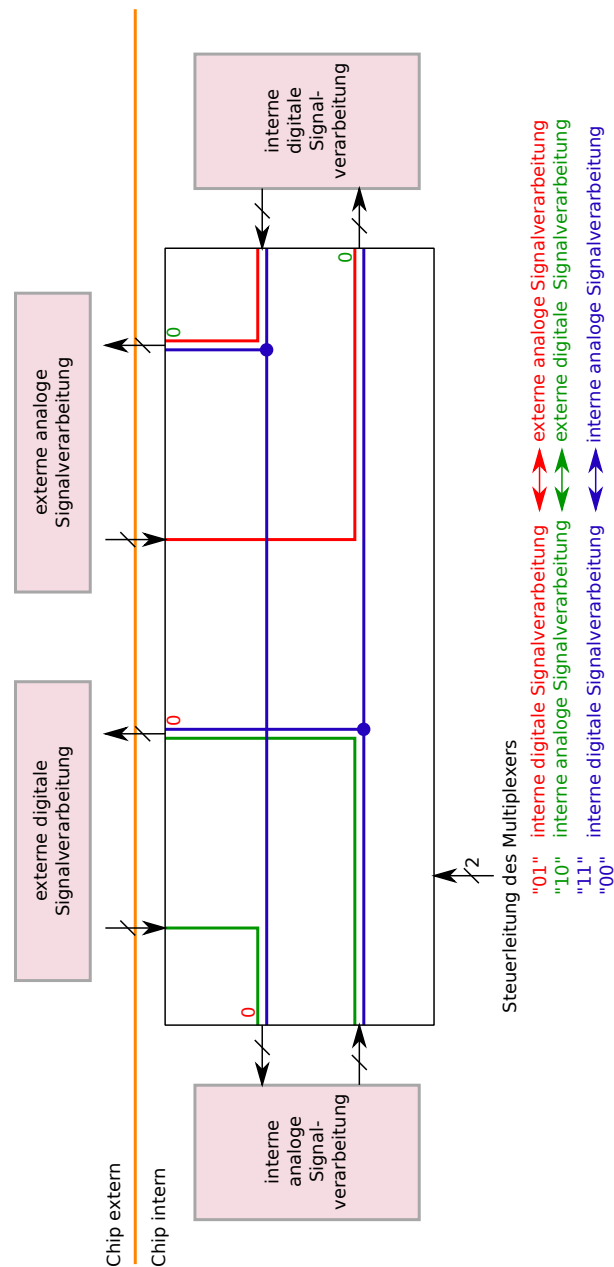 Chip extern
Chip intern
externe digitale
Signalverarbeitung
externe analoge
Signalverarbeitung
interne
analoge
Signal-
verarbeitung
interne
digitale
Signal-
verarbeitung
0
0
0
0
2
Steuerleitung des Multiplexers
"01" interne digitale Signalverarbeitung externe analoge Signalverarbeitung
"10" interne analoge Signalverarbeitung externe digitale Signalverarbeitung
"11"
interne digitale Signalverarbeitung interne analoge Signalverarbeitung
"00"